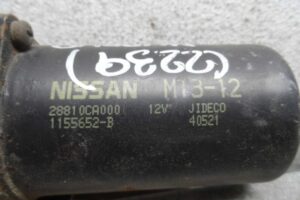 (2239)
NISSAN M13-12
28810CA000 12V JIDECO
1155652-B 40521